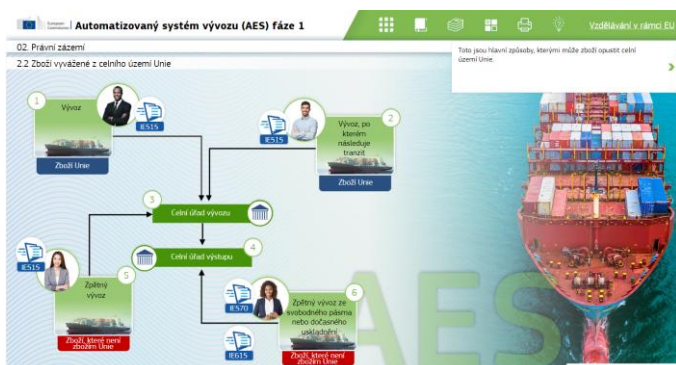 European Commission
Automatizovaný systém vývozu (AES) fáze 1
Vzdělávání v rámci EU
02. Právní zázemí
2.2 Zboží vyvážené z celního území Unie
Toto jsou hlavní způsoby, kterými může zboží opustit celní
území Unie.
1
Vývoz
IE515
Zboží Unie
2
Vývoz, po
kterém
následuje
tranzit
IE515
Zboží Unie
3
Celní úřad vývozu
4
Celní úřad výstupu
5
Zpětný
vývoz
IE515
Zboží, které není
zbožím Unie
6
Zpětný vývoz ze
svobodného pásma
nebo dočasného
uskladnění
IE570
IE615
Zboží, které není
zbožím Unie
AES